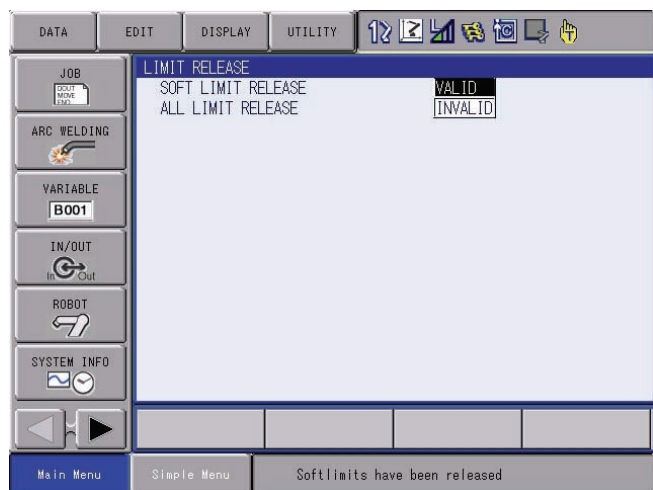 DATA EDIT DISPLAY UTILITY
LIMIT RELEASE
SOFT LIMIT RELEASE VALID
ALL LIMIT RELEASE INVALID
JOB
DOUT
MOVE
END
ARC WELDING
VARIABLE
B001
IN/OUT
In Out
ROBOT
SYSTEM INFO
Main Menu Simple Menu Softlimits have been released